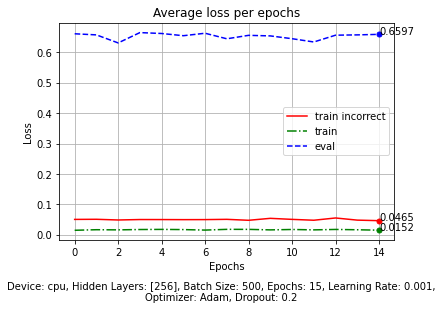 Average loss per epochs
0.6597
0.6
0.5
0.4
0.3
0.2
0.1
0.0
Loss
train incorrect
train
eval
0.0465
0.0152
0
2
4
6
8
10
12
14
Epochs
Device: cpu, Hidden Layers: [256], Batch Size: 500, Epochs: 15, Learning Rate: 0.001,
Optimizer: Adam, Dropout: 0.2